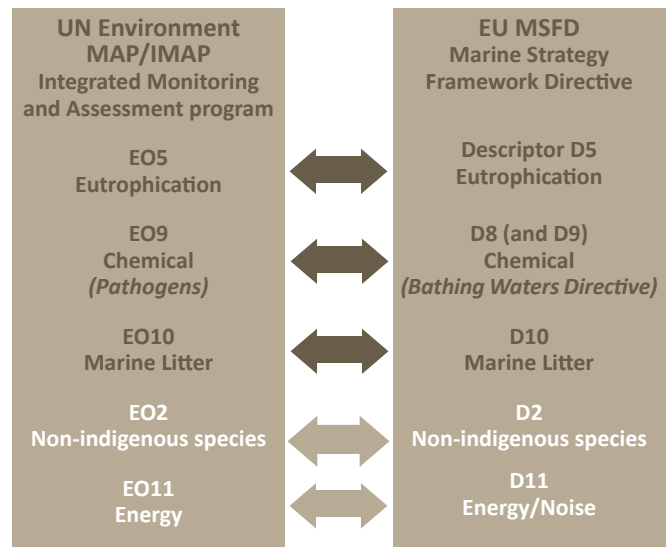 UN Environment
MAP/IMAP
Integrated Monitoring
and Assessment program
EO5
Eutrophication
EO9
Chemical
(Pathogens)
EO10
Marine Litter
EO2
Non-indigenous species
EO11
Energy
EU MSFD
Marine Strategy
Framework Directive
Descriptor D5
Eutrophication
D8 (and D9)
Chemical
(Bathing Waters Directive)
D10
Marine Litter
D2
Non-indigenous species
D11
Energy/Noise